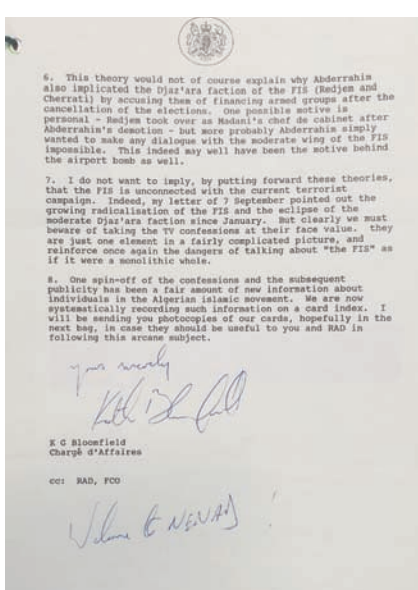 6.  This theory would not of course explain why Abderrahim
also implicated the Djaz'ara faction of the FIS (Redjem and
Cherrati) by accusing them of financing armed groups after the
cancellation of the elections.  One possible motive is
personal - Redjem took over as Madani's chef de cabinet after
Abderrahim's demotion - but more probably Abderrahim simply
wanted to make any dialogue with the moderate wing of the FIS
impossible.  This indeed may well have been the motive behind
the airport bomb as well.
7.  I do not want to imply, by putting forward these theories,
that the FIS is unconnected with the current terrorist
campaign.  Indeed, my letter of 7 September pointed out the
growing radicalisation of the FIS and the eclipse of the
moderate Djaz'ara faction since January.  But clearly we must
beware of taking the TV confessions at their face value.  they
are just one element in a fairly complicated picture, and
reinforce once again the dangers of talking about "the FIS" as
if it were a monolithic whole.
8.  One spin-off of the confessions and the subsequent
publicity has been a fair amount of new information about
individuals in the Algerian islamic movement.  We are now
systematically recording such information on a card index.  I
will be sending you photocopies of our cards, hopefully in the
next bag, in case they should be useful to you and RAD in
following this arcane subject.
yours sincerely
K G Bloomfield
Chargé d'Affaires
cc:  RAD, FCO
Welcome to NENAD !